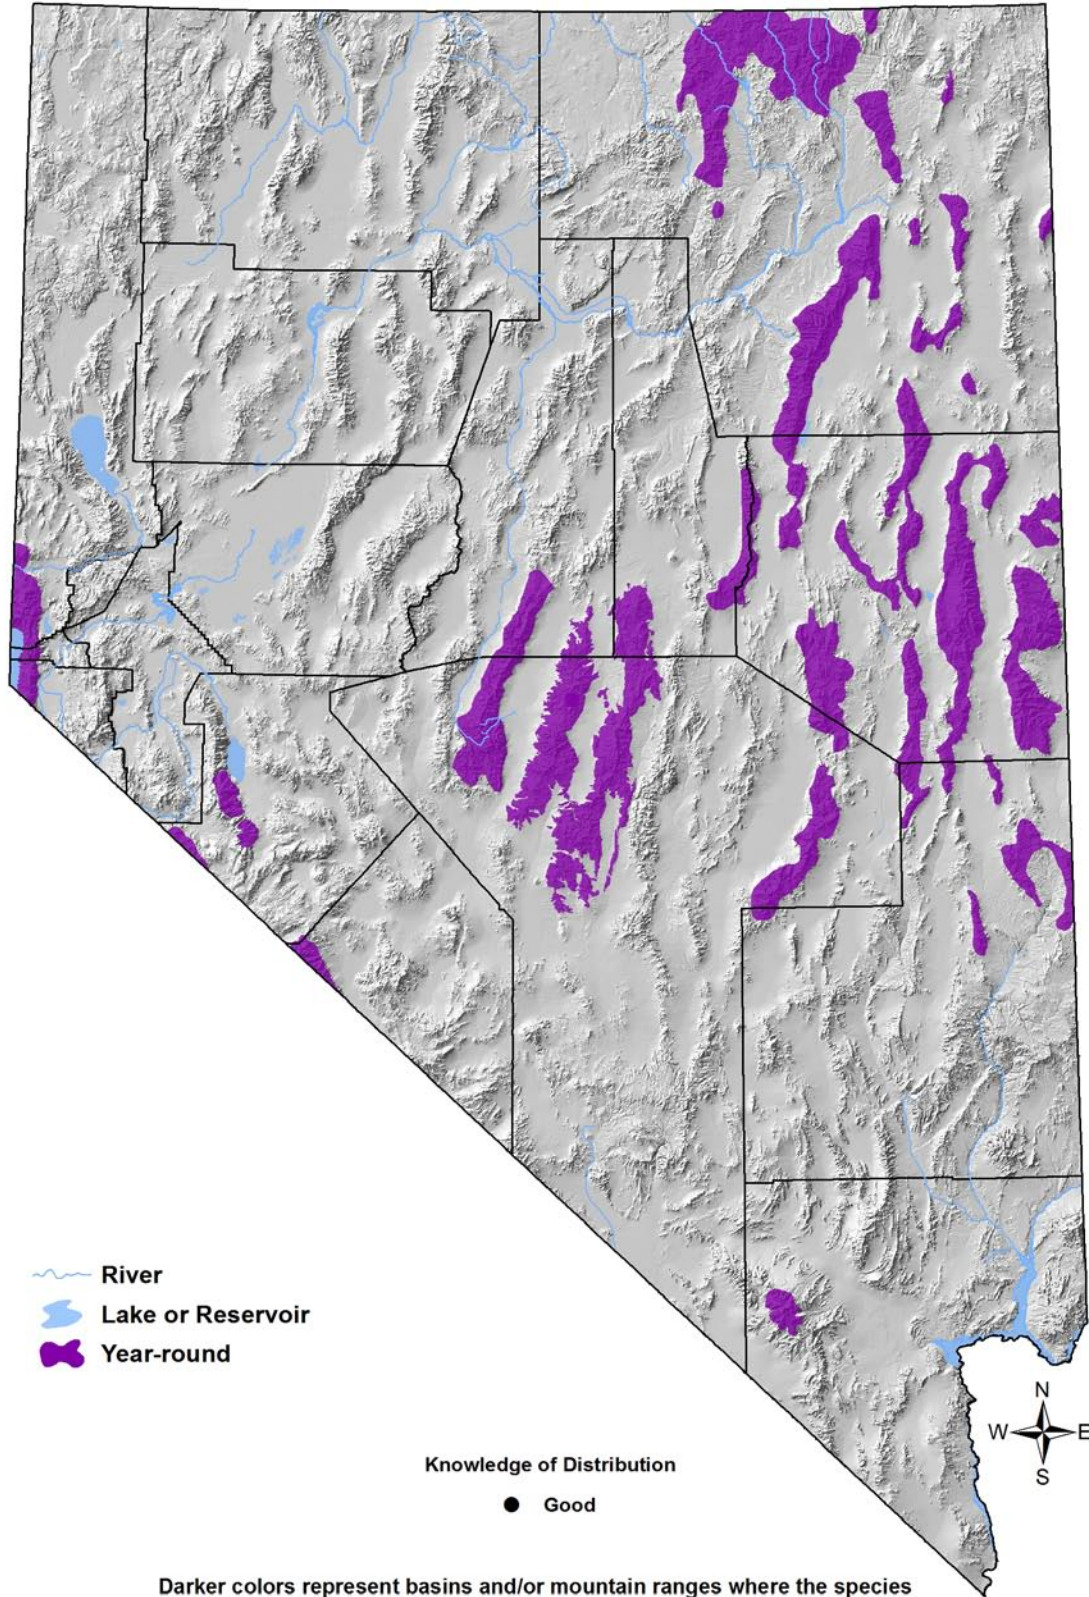 River
Lake or Reservoir
Year-round
N
W E
S
Knowledge of Distribution
Good
Darker colors represent basins and/or mountain ranges where the species